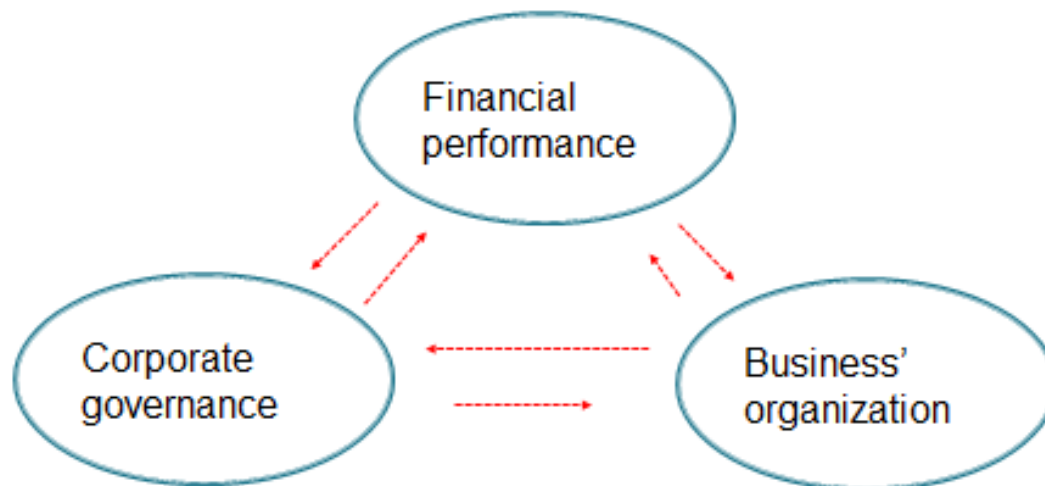 Financial
performance
Corporate
governance
Business’
organization